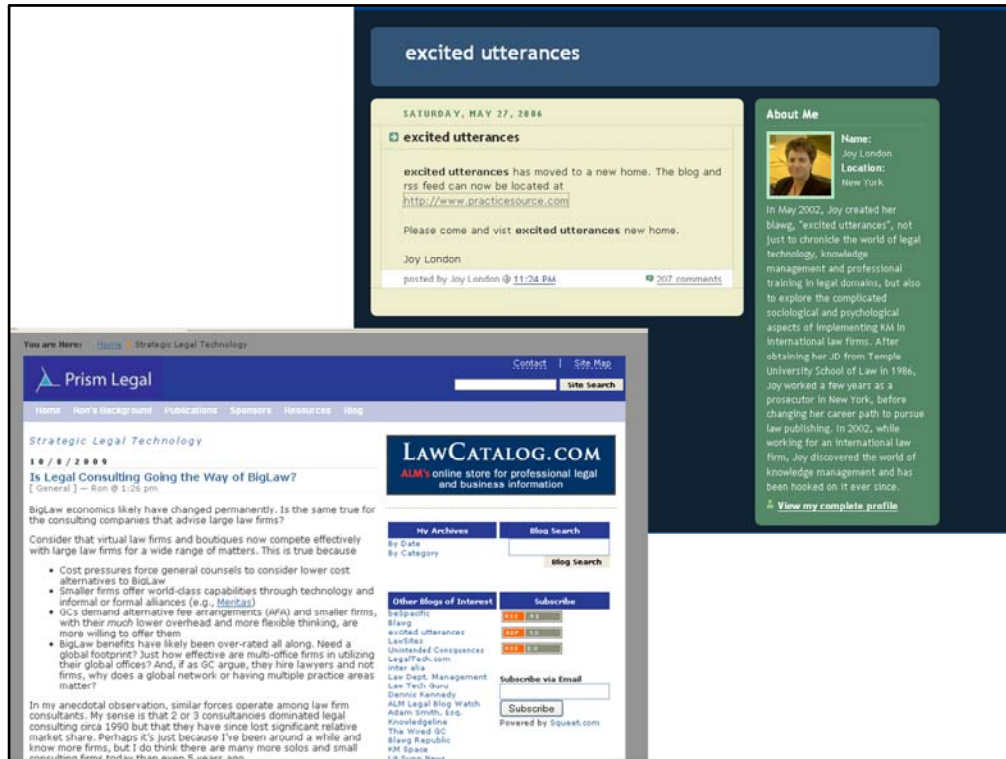 excited utterances
SATURDAY, MAY 27, 2006
excited utterances
excited utterances has moved to a new home. The blog and
rss feed can now be located at
http://www.practicesource.com
Please come and vist excited utterances new home.
Joy London
posted by Joy London @ 11:24 PM
207 comments
About Me
Name:
Joy London
Location:
New York
In May 2002, Joy created her
blawg, "excited utterances", not
just to chronicle the world of legal
technology, knowledge
management and professional
training in legal domains, but also
to explore the complicated
sociological and psychological
aspects of implementing KM in
international law firms. After
obtaining her JD from Temple
University School of Law in 1986,
Joy worked a few years as a
prosecutor in New York, before
changing her career path to pursue
law publishing. In 2002, while
working for an international law
firm, Joy discovered the world of
knowledge management and has
been hooked on it ever since.
View my complete profile
You are Here: Home Strategic Legal Technology
Contact | Site Map
Prism Legal
Site Search
Home Ron's Background Publications Sponsors Resources Blog
Strategic Legal Technology
10/8/2009
Is Legal Consulting Going the Way of BigLaw?
[ General ] — Ron @ 1:26 pm
BigLaw economics likely have changed permanently. Is the same true for
the consulting companies that advise large law firms?
Consider that virtual law firms and boutiques now compete effectively
with large law firms for a wide range of matters. This is true because
• Cost pressures force general counsels to consider lower cost
alternatives to BigLaw
• Smaller firms offer world-class capabilities through technology and
informal or formal alliances (e.g., Meritas)
• GCs demand alternative fee arrangements (AFA) and smaller firms,
with their much lower overhead and more flexible thinking, are
more willing to offer them
• BigLaw benefits have likely been over-rated all along. Need a
global footprint? Just how effective are multi-office firms in utilizing
their global offices? And, if as GC argue, they hire lawyers and not
firms, why does a global network or having multiple practice areas
matter?
In my anecdotal observation, similar forces operate among law firm
consultants. My sense is that 2 or 3 consultancies dominated legal
consulting circa 1990 but that they have since lost significant relative
market share. Perhaps it's just because I've been around a while and
know more firms, but I do think there are many more solos and small
consulting firms today than even 5 years ago
LAWCATALOG.COM
ALM's online store for professional legal
and business information
My Archives
By Date
By Category
Blog Search
Blog Search
Other Blogs of Interest
beSpecific
Blawg
excited utterances
LawSites
Unintended Consequences
LegalTech.com
inter alia
Law Dept. Management
Law Tech Guru
Dennis Kennedy
ALM Legal Blog Watch
Adam Smith, Esq.
Knowledgeline
The Wired GC
Blawg Republic
KM Space
Lit Supp News
Subscribe
Subscribe via Email
Subscribe
Powered by Squeet.com